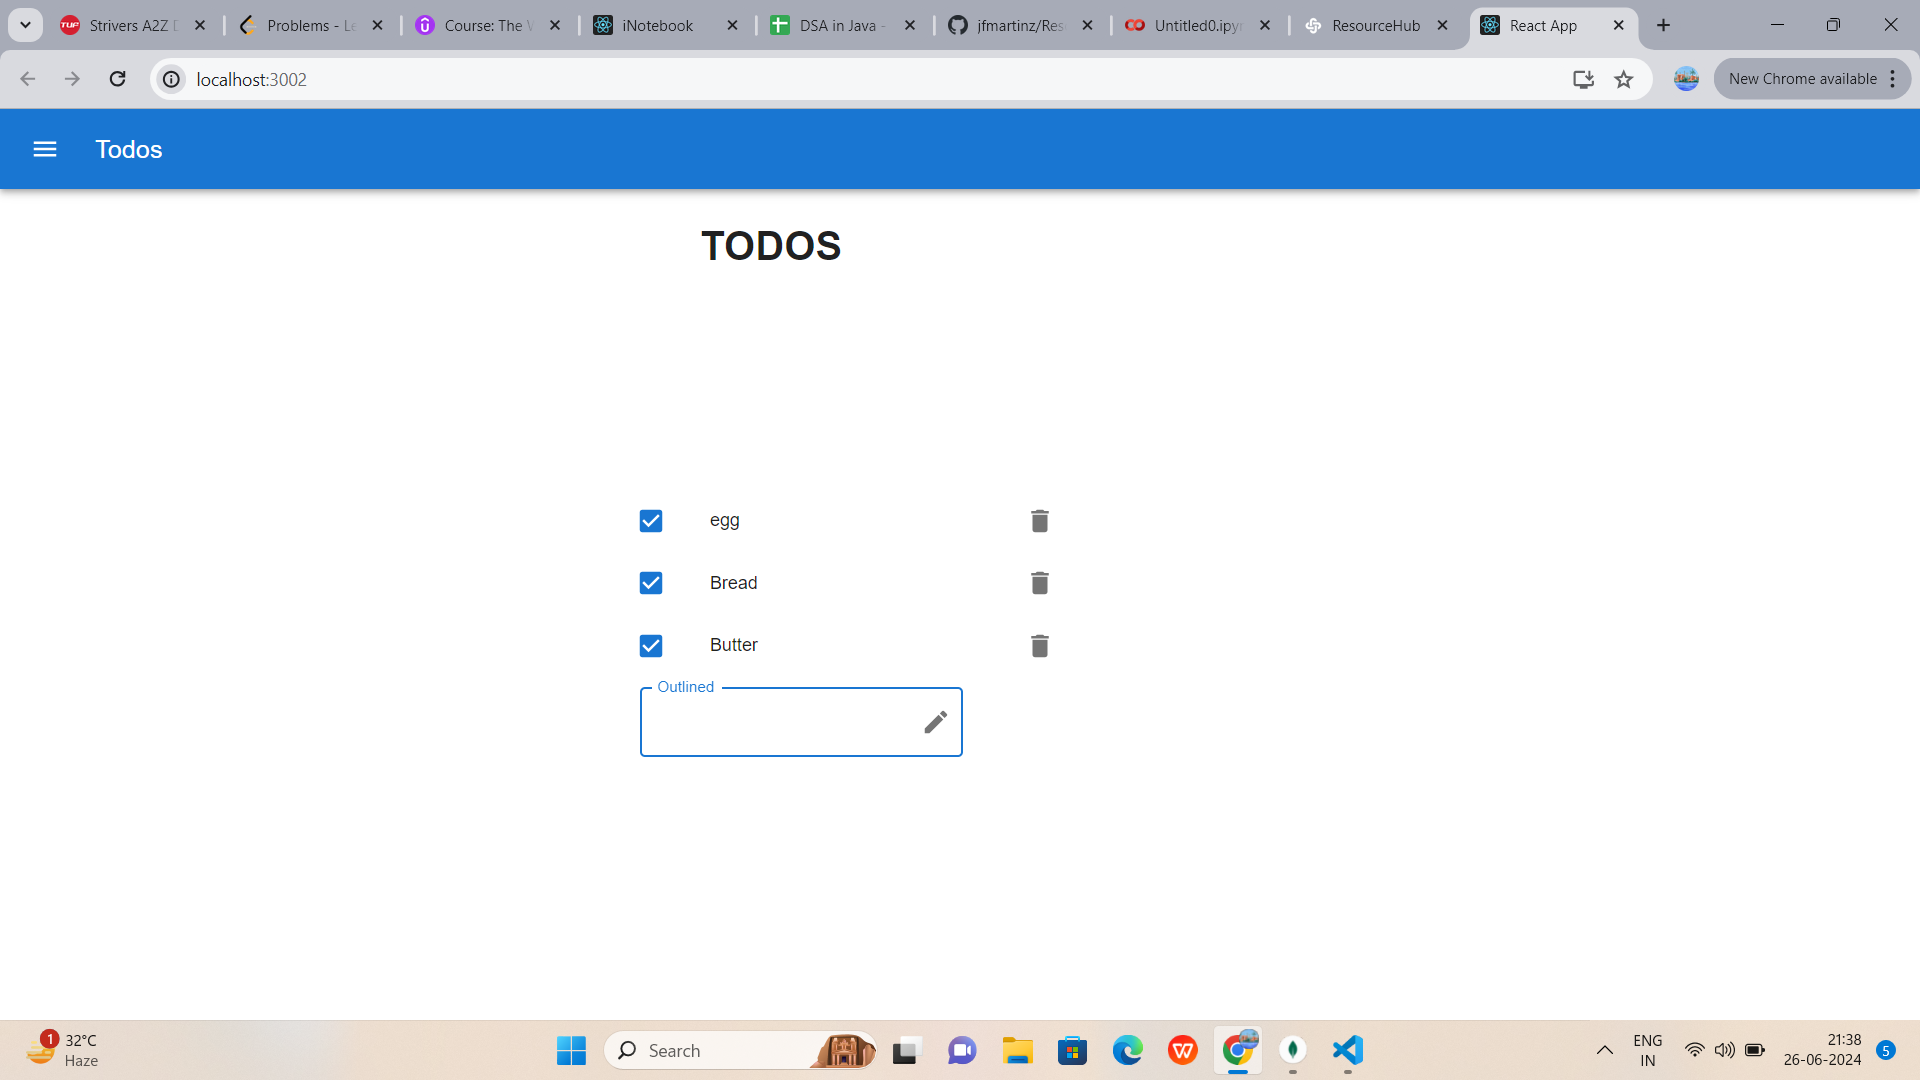 Strivers A2Z
Problems - Le
Course: The
iNotebook
DSA in Java -
jfmartinz/Res
Untitled0.ipy
ResourceHub
React App
localhost:3002
New Chrome available
Todos
TODOS
egg
Bread
Butter
Outlined
1
32°C
Haze
Search
ENG
IN
21:38
26-06-2024
5